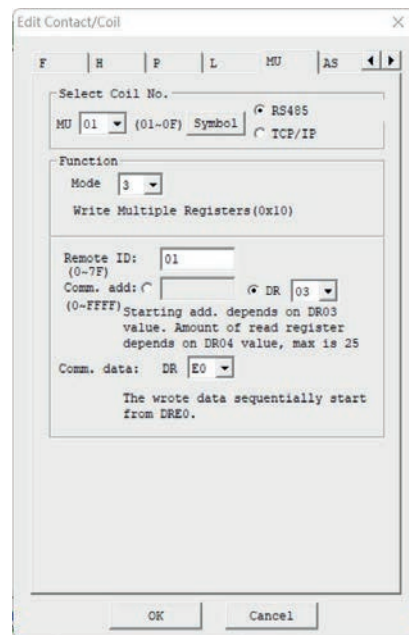 Edit Contact/Coil
F H P L MU AS
Select Coil No.
MU 01 (01~0F) Symbol RS485
TCP/IP
Function
Mode 3
Write Multiple Registers(0x10)
Remote ID: 01
(0~7F)
Comm. add: DR 03
(0~FFFF) Starting add. depends on DR03
value. Amount of read register
depends on DR04 value, max is 25
Comm. data: DR E0
The wrote data sequentially start
from DRE0.
OK Cancel